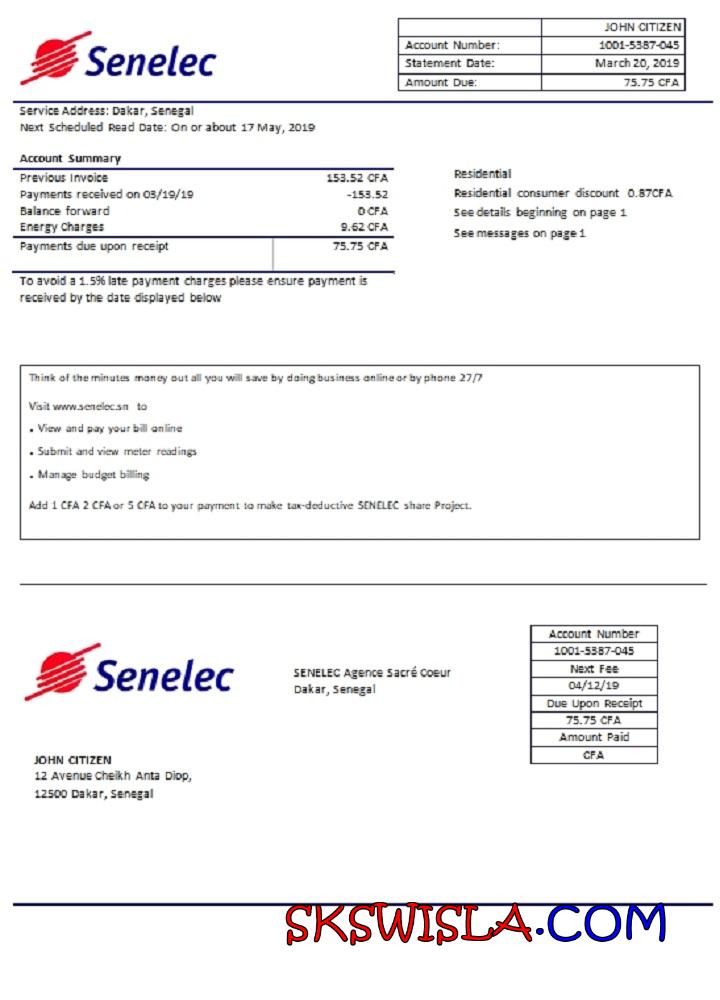 Senelec
JOHN CITIZEN
Account Number: 1001-5387-045
Statement Date: March 20, 2019
Amount Due: 75.75 CFA
Service Address: Dakar, Senegal
Next Scheduled Read Date: On or about 17 May, 2019
Account Summary
Previous Invoice 153.52 CFA
Payments received on 03/19/19 -153.52
Balance forward 0 CFA
Energy Charges 9.62 CFA
Payments due upon receipt 75.75 CFA
Residential
Residential consumer discount 0.87CFA
See details beginning on page 1
See messages on page 1
To avoid a 1.5% late payment charges please ensure payment is
received by the date displayed below
Think of the minutes money out all you will save by doing business online or by phone 27/7
Visit www.senelec.sn to
• View and pay your bill online
• Submit and view meter readings
• Manage budget billing
Add 1 CFA 2 CFA or 5 CFA to your payment to make tax-deductive SENELEC share Project.
Senelec
SENELEC Agence Sacré Coeur
Dakar, Senegal
Account Number
1001-5387-045
Next Fee
04/12/19
Due Upon Receipt
75.75 CFA
Amount Paid
CFA
JOHN CITIZEN
12 Avenue Cheikh Anta Diop,
12500 Dakar, Senegal
SKSWISLA.COM